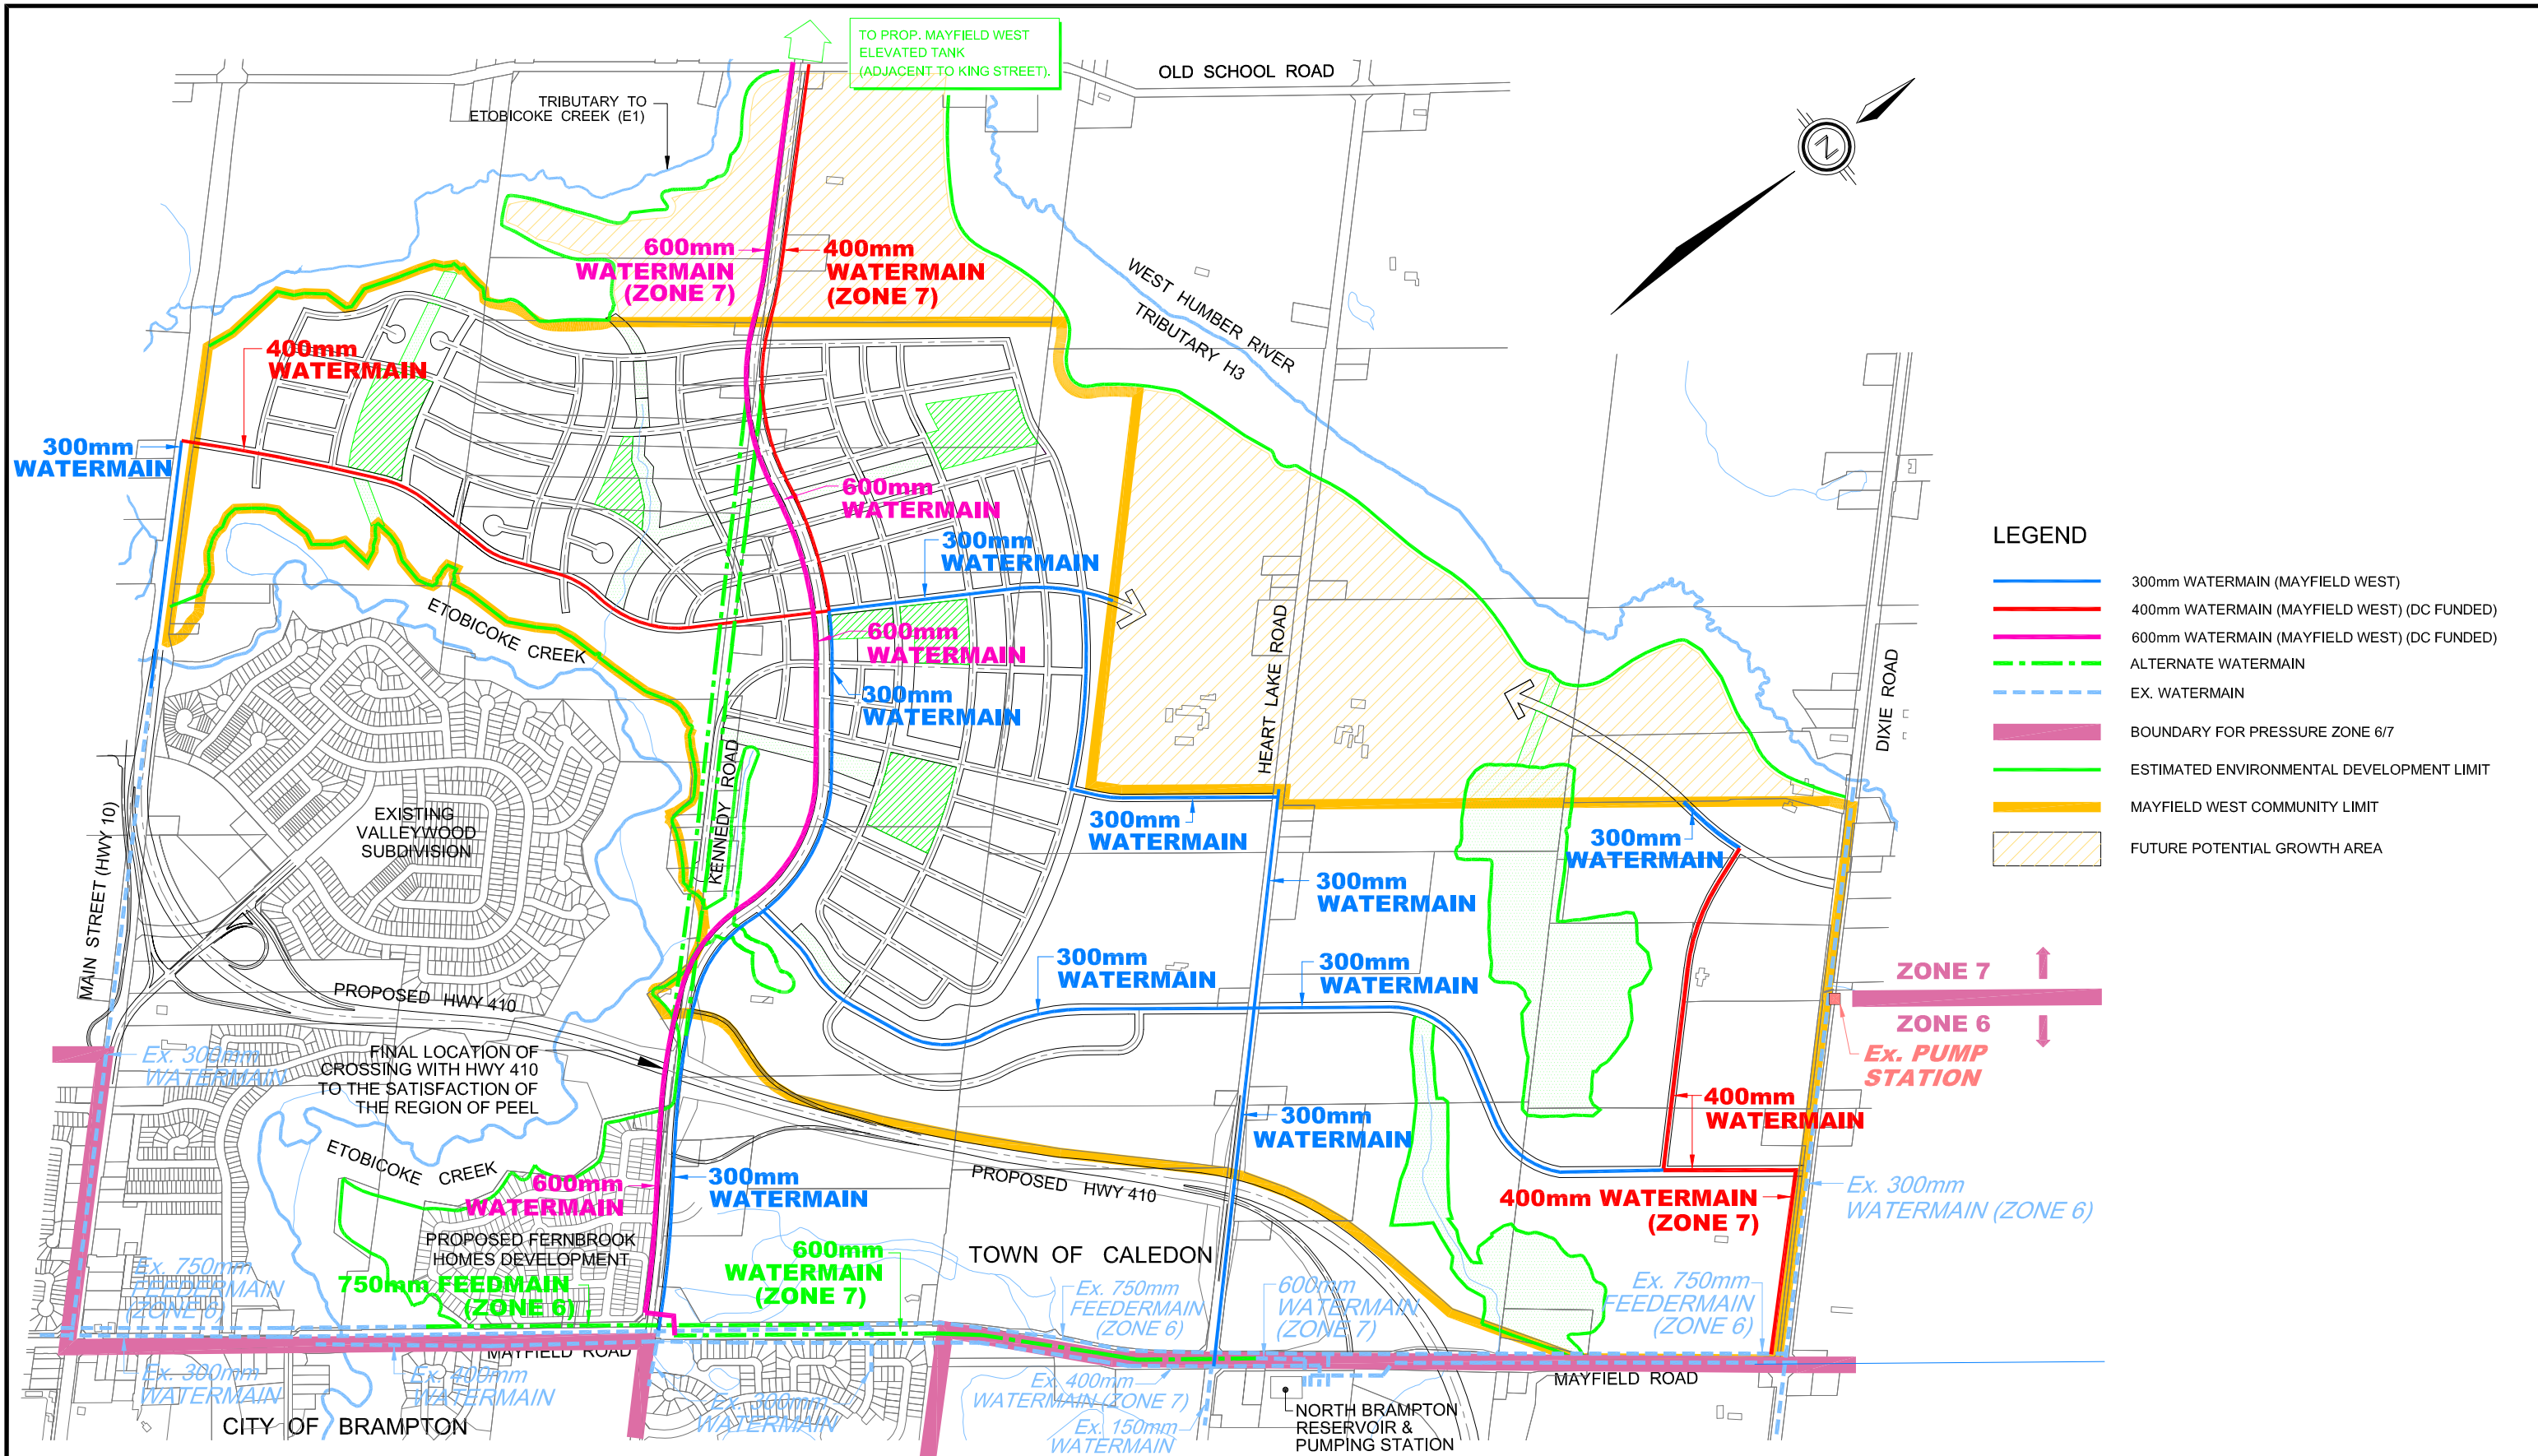 TO PROP. MAYFIELD WEST
ELEVATED TANK
(ADJACENT TO KING STREET).
OLD SCHOOL ROAD
TRIBUTARY TO
ETOBICOKE CREEK (E1)
Z
600mm
WATERMAIN
(ZONE 7)
400mm
WATERMAIN
(ZONE 7)
WEST HUMBER RIVER
TRIBUTARY H3
400mm
WATERMAIN
300mm
WATERMAIN
600mm
WATERMAIN
300mm
WATERMAIN
ETOBICOKE CREEK
600mm
WATERMAIN
300mm
WATERMAIN
HEART LAKE ROAD
DIXIE ROAD
KENNEDY ROAD
MAIN STREET (HWY 10)
EXISTING
VALLEYWOOD
SUBDIVISION
300mm
WATERMAIN
300mm
WATERMAIN
300mm
WATERMAIN
300mm
WATERMAIN
300mm
WATERMAIN
PROPOSED HWY 410
FINAL LOCATION OF
CROSSING WITH HWY 410
TO THE SATISFACTION OF
THE REGION OF PEEL
Ex. 300mm
WATERMAIN
300mm
WATERMAIN
400mm
WATERMAIN
ETOBICOKE CREEK
600mm
WATERMAIN
300mm
WATERMAIN
PROPOSED HWY 410
400mm WATERMAIN
(ZONE 7)
Ex. 300mm
WATERMAIN (ZONE 6)
PROPOSED FERNBROOK
HOMES DEVELOPMENT
TOWN OF CALEDON
Ex. 750mm
FEEDERMAIN
(ZONE 6)
750mm FEEDMAIN
(ZONE 6)
600mm
WATERMAIN
(ZONE 7)
Ex. 750mm
FEEDERMAIN
(ZONE 6)
600mm
WATERMAIN
(ZONE 7)
Ex. 750mm
FEEDERMAIN
(ZONE 6)
MAYFIELD ROAD
MAYFIELD ROAD
Ex. 300mm
WATERMAIN
Ex. 400mm
WATERMAIN
Ex. 300mm
WATERMAIN
Ex. 400mm
WATERMAIN (ZONE 7)
Ex. 150mm
WATERMAIN
NORTH BRAMPTON
RESERVOIR &
PUMPING STATION
CITY OF BRAMPTON
LEGEND
300mm WATERMAIN (MAYFIELD WEST)
400mm WATERMAIN (MAYFIELD WEST) (DC FUNDED)
600mm WATERMAIN (MAYFIELD WEST) (DC FUNDED)
ALTERNATE WATERMAIN
EX. WATERMAIN
BOUNDARY FOR PRESSURE ZONE 6/7
ESTIMATED ENVIRONMENTAL DEVELOPMENT LIMIT
MAYFIELD WEST COMMUNITY LIMIT
FUTURE POTENTIAL GROWTH AREA
ZONE 7
ZONE 6
Ex. PUMP
STATION